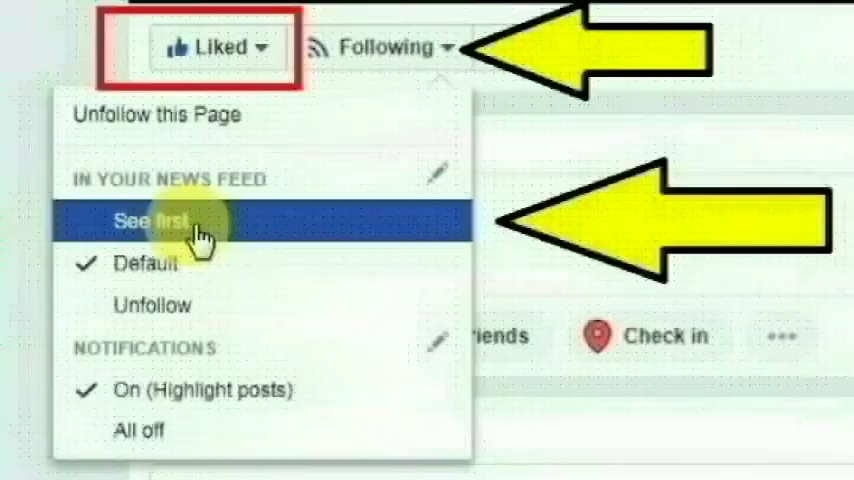 Liked Following
Unfollow this Page
IN YOUR NEWS FEED
See first
Default
Unfollow
riends Check in
NOTIFICATIONS
On (Highlight posts)
All off